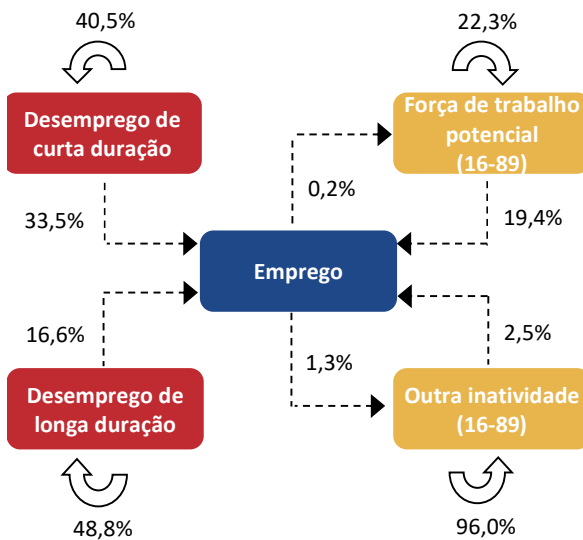 40,5%
22,3%
Desemprego de
curta duração
Força de trabalho
potencial
(16-89)
0,2%
33,5%
19,4%
Emprego
16,6%
2,5%
1,3%
Desemprego de
longa duração
Outra inatividade
(16-89)
48,8%
96,0%